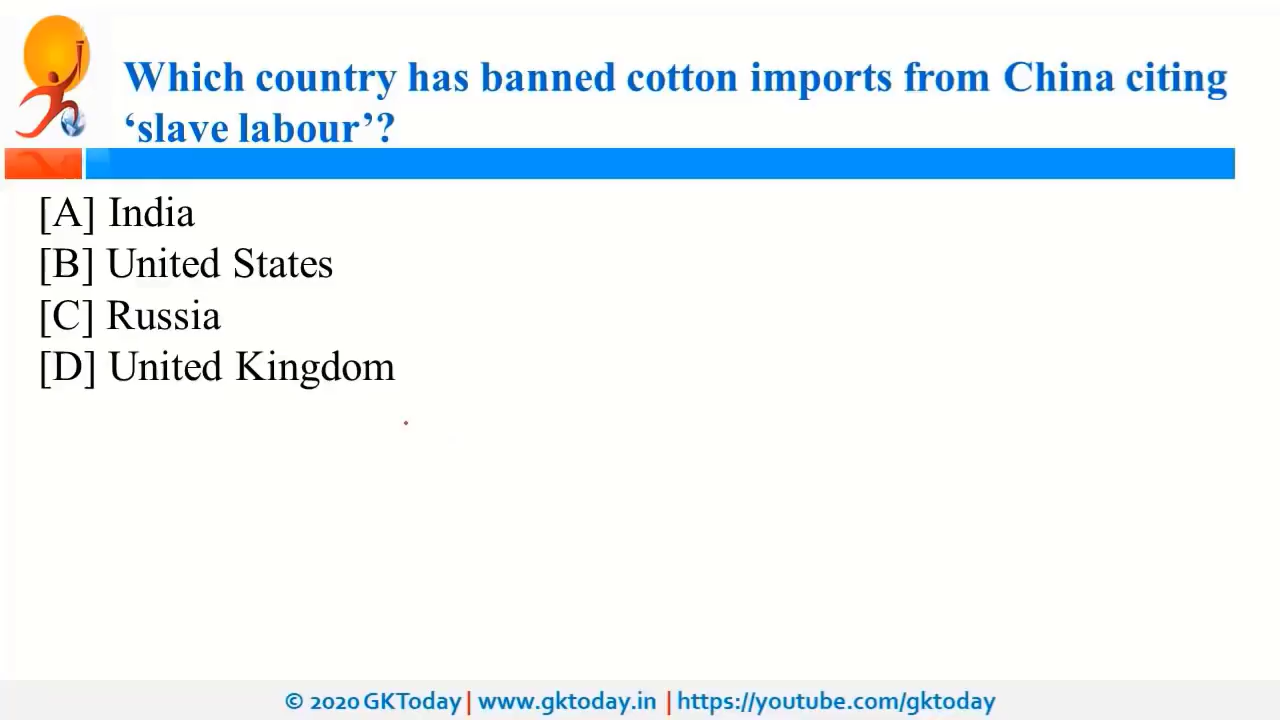 Which country has banned cotton imports from China citing
‘slave labour’?
[A] India
[B] United States
[C] Russia
[D] United Kingdom
© 2020 GKToday | www.gktoday.in | https://youtube.com/gktoday